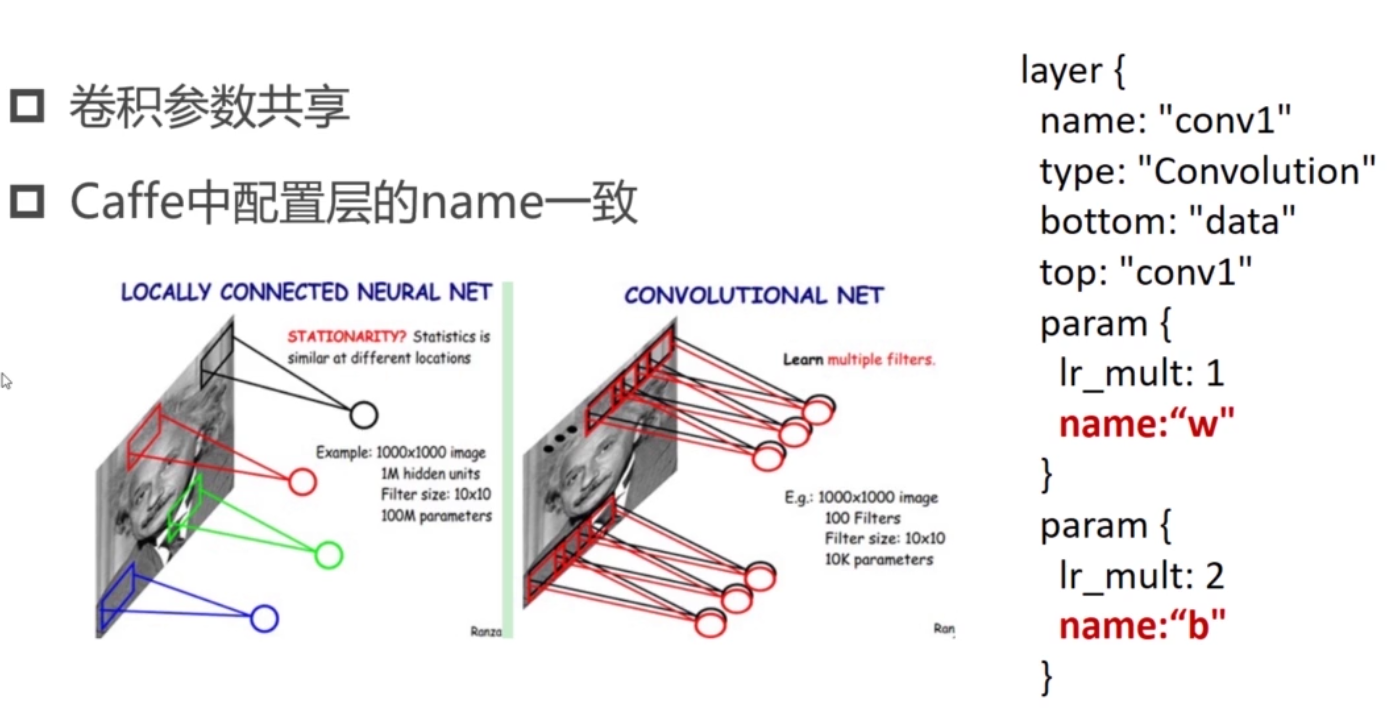 卷积参数共享
Caffe中配置层的name一致
LOCALLY CONNECTED NEURAL NET
STATIONARITY? Statistics is
similar at different locations
Example: 1000x1000 image
1M hidden units
Filter size: 10x10
100M parameters
Ranza
CONVOLUTIONAL NET
Learn multiple filters.
E.g.: 1000x1000 image
100 Filters
Filter size: 10x10
10K parameters
Ran
layer {
name: "conv1"
type: "Convolution"
bottom: "data"
top: "conv1"
param {
lr_mult: 1
name:“w"
}
param {
lr_mult: 2
name:“b"
}